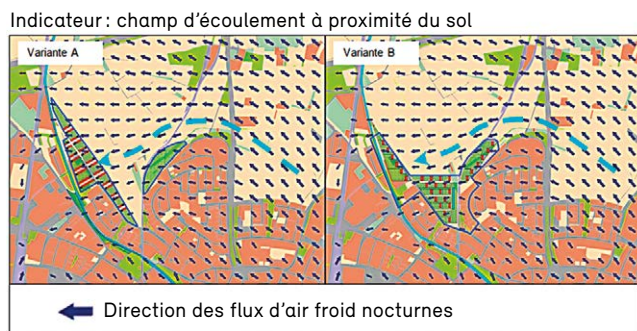 Indicateur : champ d'écoulement à proximité du sol
Variante A
Variante B
Direction des flux d'air froid nocturnes